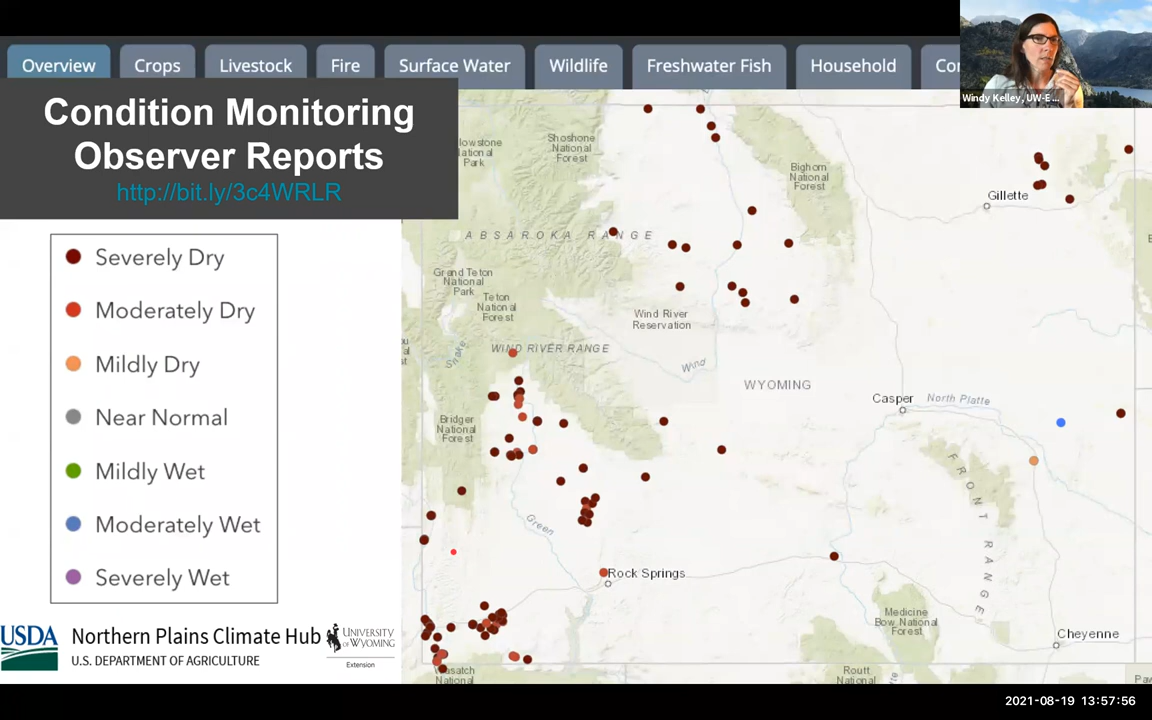 Overview
Crops
Livestock
Fire
Surface Water
Wildlife
Freshwater Fish
Household
Windy Kelley, UW-E...
Condition Monitoring
Observer Reports
http://bit.ly/3c4WRLR
Severely Dry
Moderately Dry
Mildly Dry
Near Normal
Mildly Wet
Moderately Wet
Severely Wet
USDA
Northern Plains Climate Hub
U.S. DEPARTMENT OF AGRICULTURE
UNIVERSITY
OF WYOMING
Extension
Shoshone
National
Forest
Bighorn
National
Forest
Gillette
ABSAROKA RANGE
Grand Teton
National
Park
Teton
National
Forest
Wind River
Reservation
Snake
WIND RIVER RANGE
Wind
WYOMING
Casper
North Platte
Bridger
National
Forest
FRONT RANGE
Green
Rock Springs
Medicine
Bow National
Forest
Cheyenne
National
Routt
National
2021-08-19 13:57:56